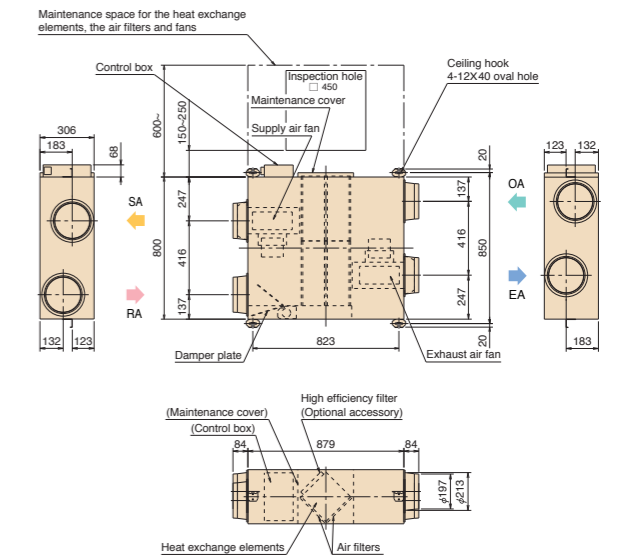 Maintenance space for the heat exchange
elements, the air filters and fans
Control box
Inspection hole
□ 450
Maintenance cover
Supply air fan
Ceiling hook
4-12X40 oval hole
306
183
68
600~
150~250
20
123
132
SA
RA
247
416
137
800
137
416
247
850
OA
EA
132
123
823
20
183
Damper plate
Exhaust air fan
High efficiency filter
(Optional accessory)
(Maintenance cover)
(Control box)
84
879
84
ϕ197
ϕ213
Heat exchange elements
Air filters